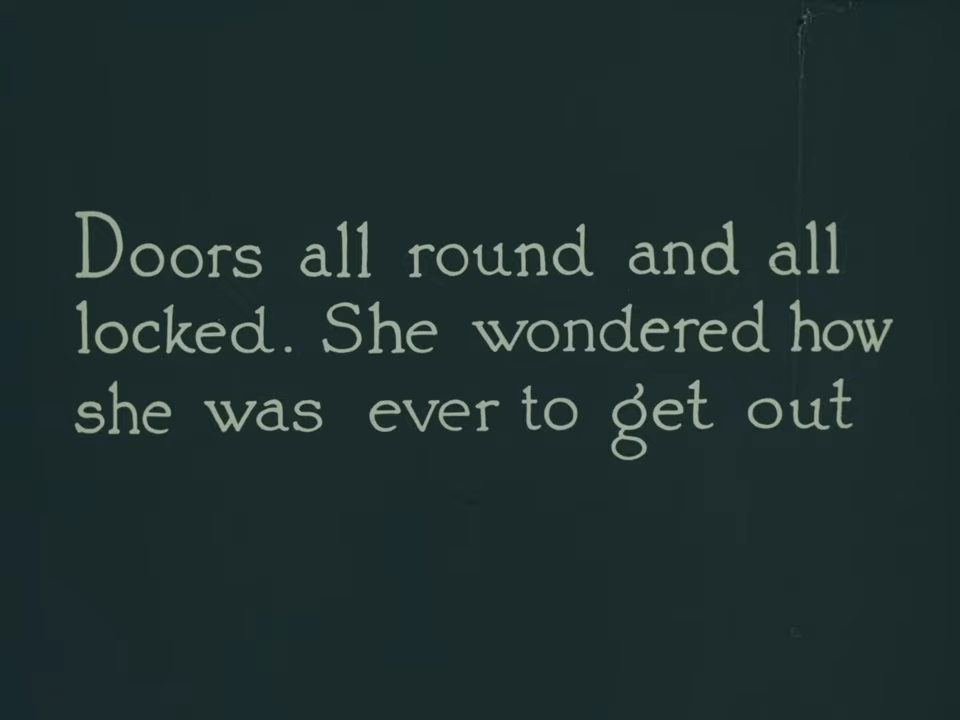 Doors all round and all
locked. She wondered how
she was ever to get out